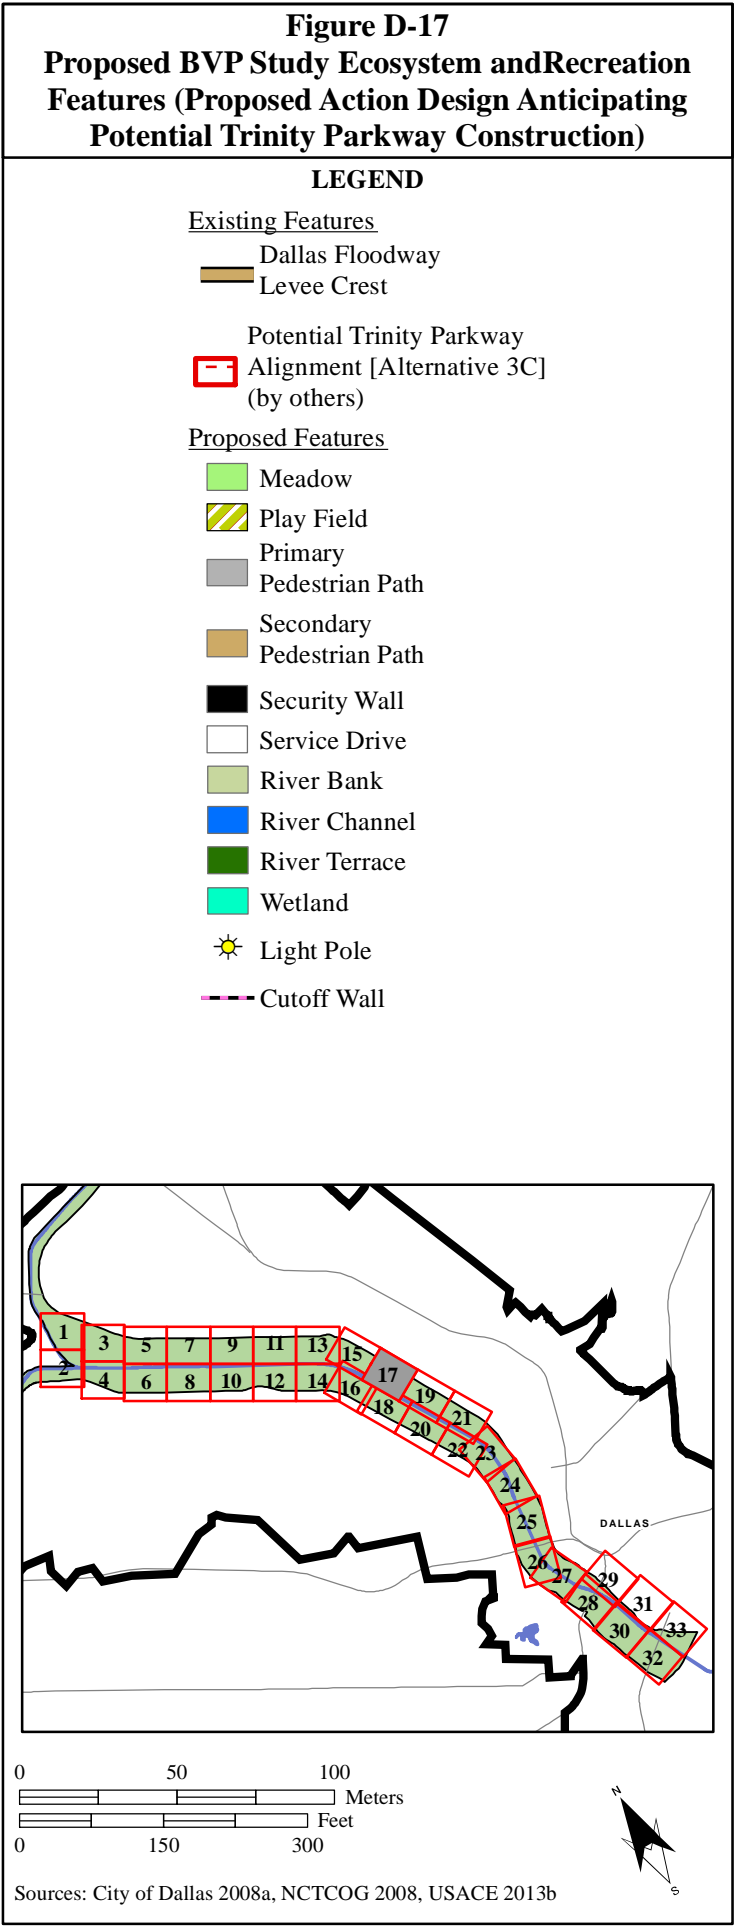 Figure D-17
Proposed BVP Study Ecosystem andRecreation
Features (Proposed Action Design Anticipating
Potential Trinity Parkway Construction)
LEGEND
Existing Features
Dallas Floodway
Levee Crest
Potential Trinity Parkway
Alignment [Alternative 3C]
(by others)
Proposed Features
Meadow
Play Field
Primary
Pedestrian Path
Secondary
Pedestrian Path
Security Wall
Service Drive
River Bank
River Channel
River Terrace
Wetland
Light Pole
Cutoff Wall
1
2
3
4
5
6
7
8
9
10
11
12
13
14
15
16
17
18
19
20
21
22
23
24
25
26
27
28
29
30
31
32
33
DALLAS
0 50 100
Meters
Feet
0 150 300
N
S
Sources: City of Dallas 2008a, NCTCOG 2008, USACE 2013b